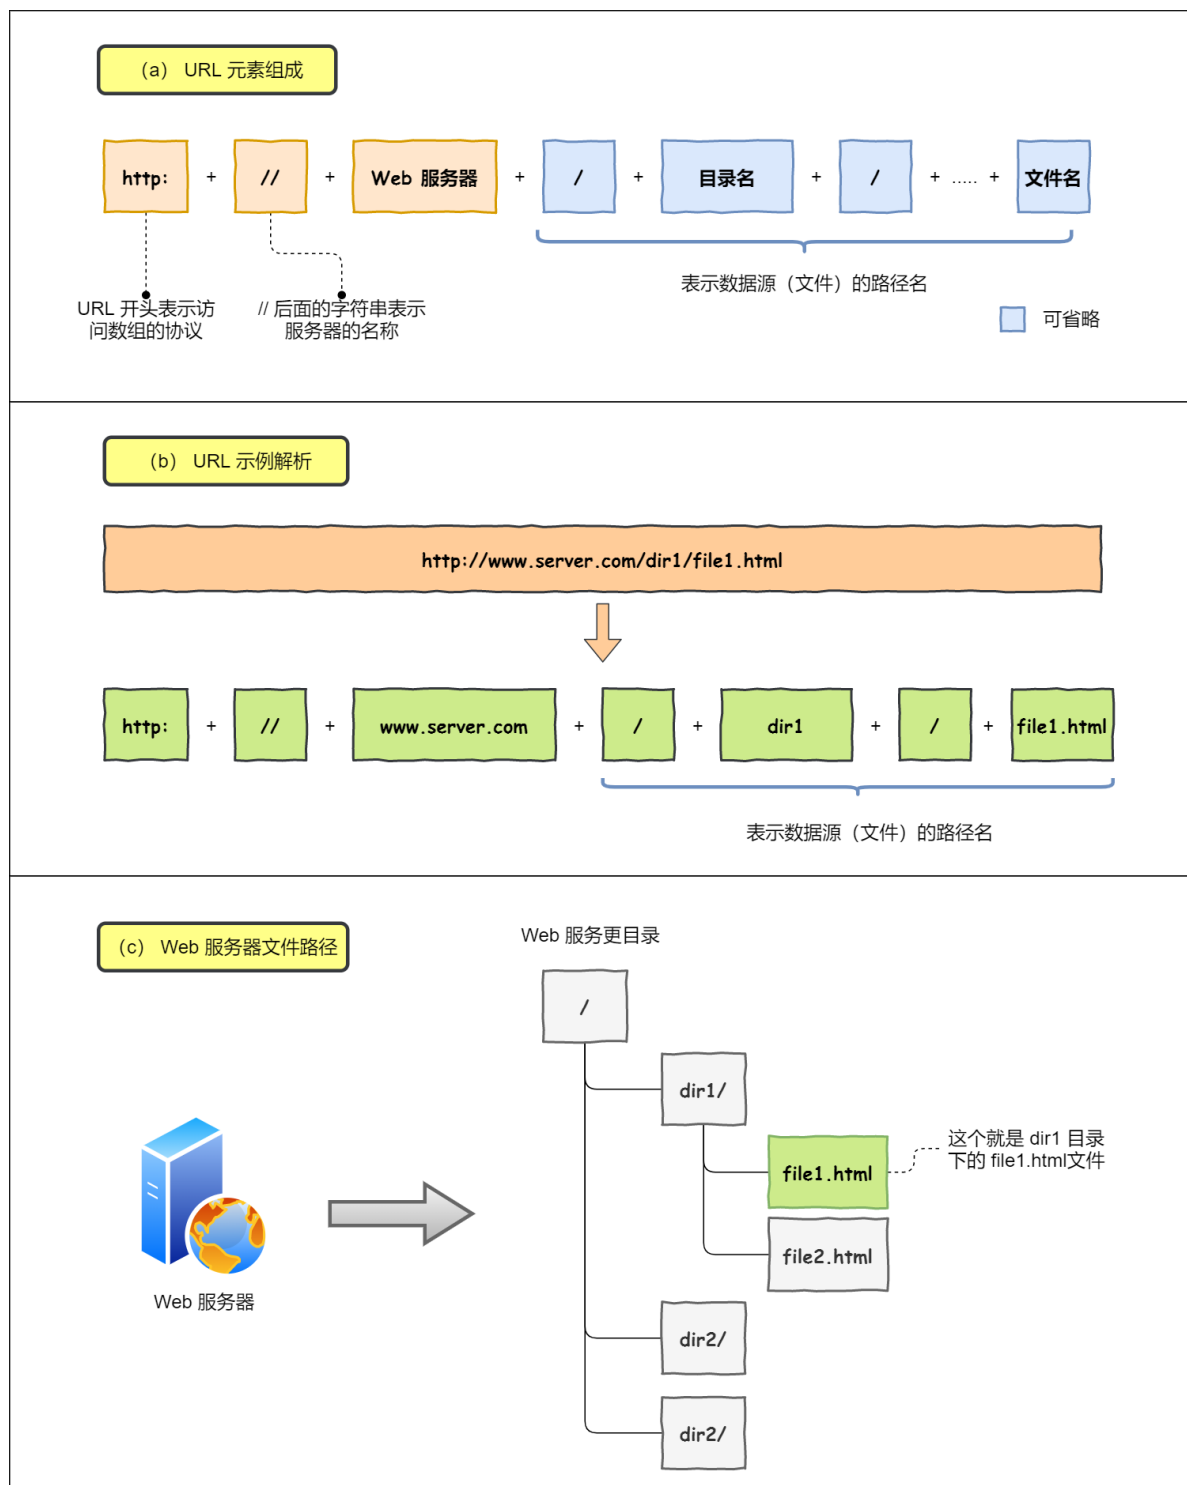 （a） URL 元素组成
http: + // + Web 服务器 + / + 目录名 + / + ..... + 文件名
URL 开头表示访
问数组的协议
// 后面的字符串表示
服务器的名称
表示数据源（文件）的路径名
可省略
（b） URL 示例解析
http://www.server.com/dir1/file1.html
http: + // + www.server.com + / + dir1 + / + file1.html
表示数据源（文件）的路径名
（c） Web 服务器文件路径
Web 服务更目录
/
dir1/
file1.html
这个就是 dir1 目录
下的 file1.html文件
file2.html
Web 服务器
dir2/
dir2/